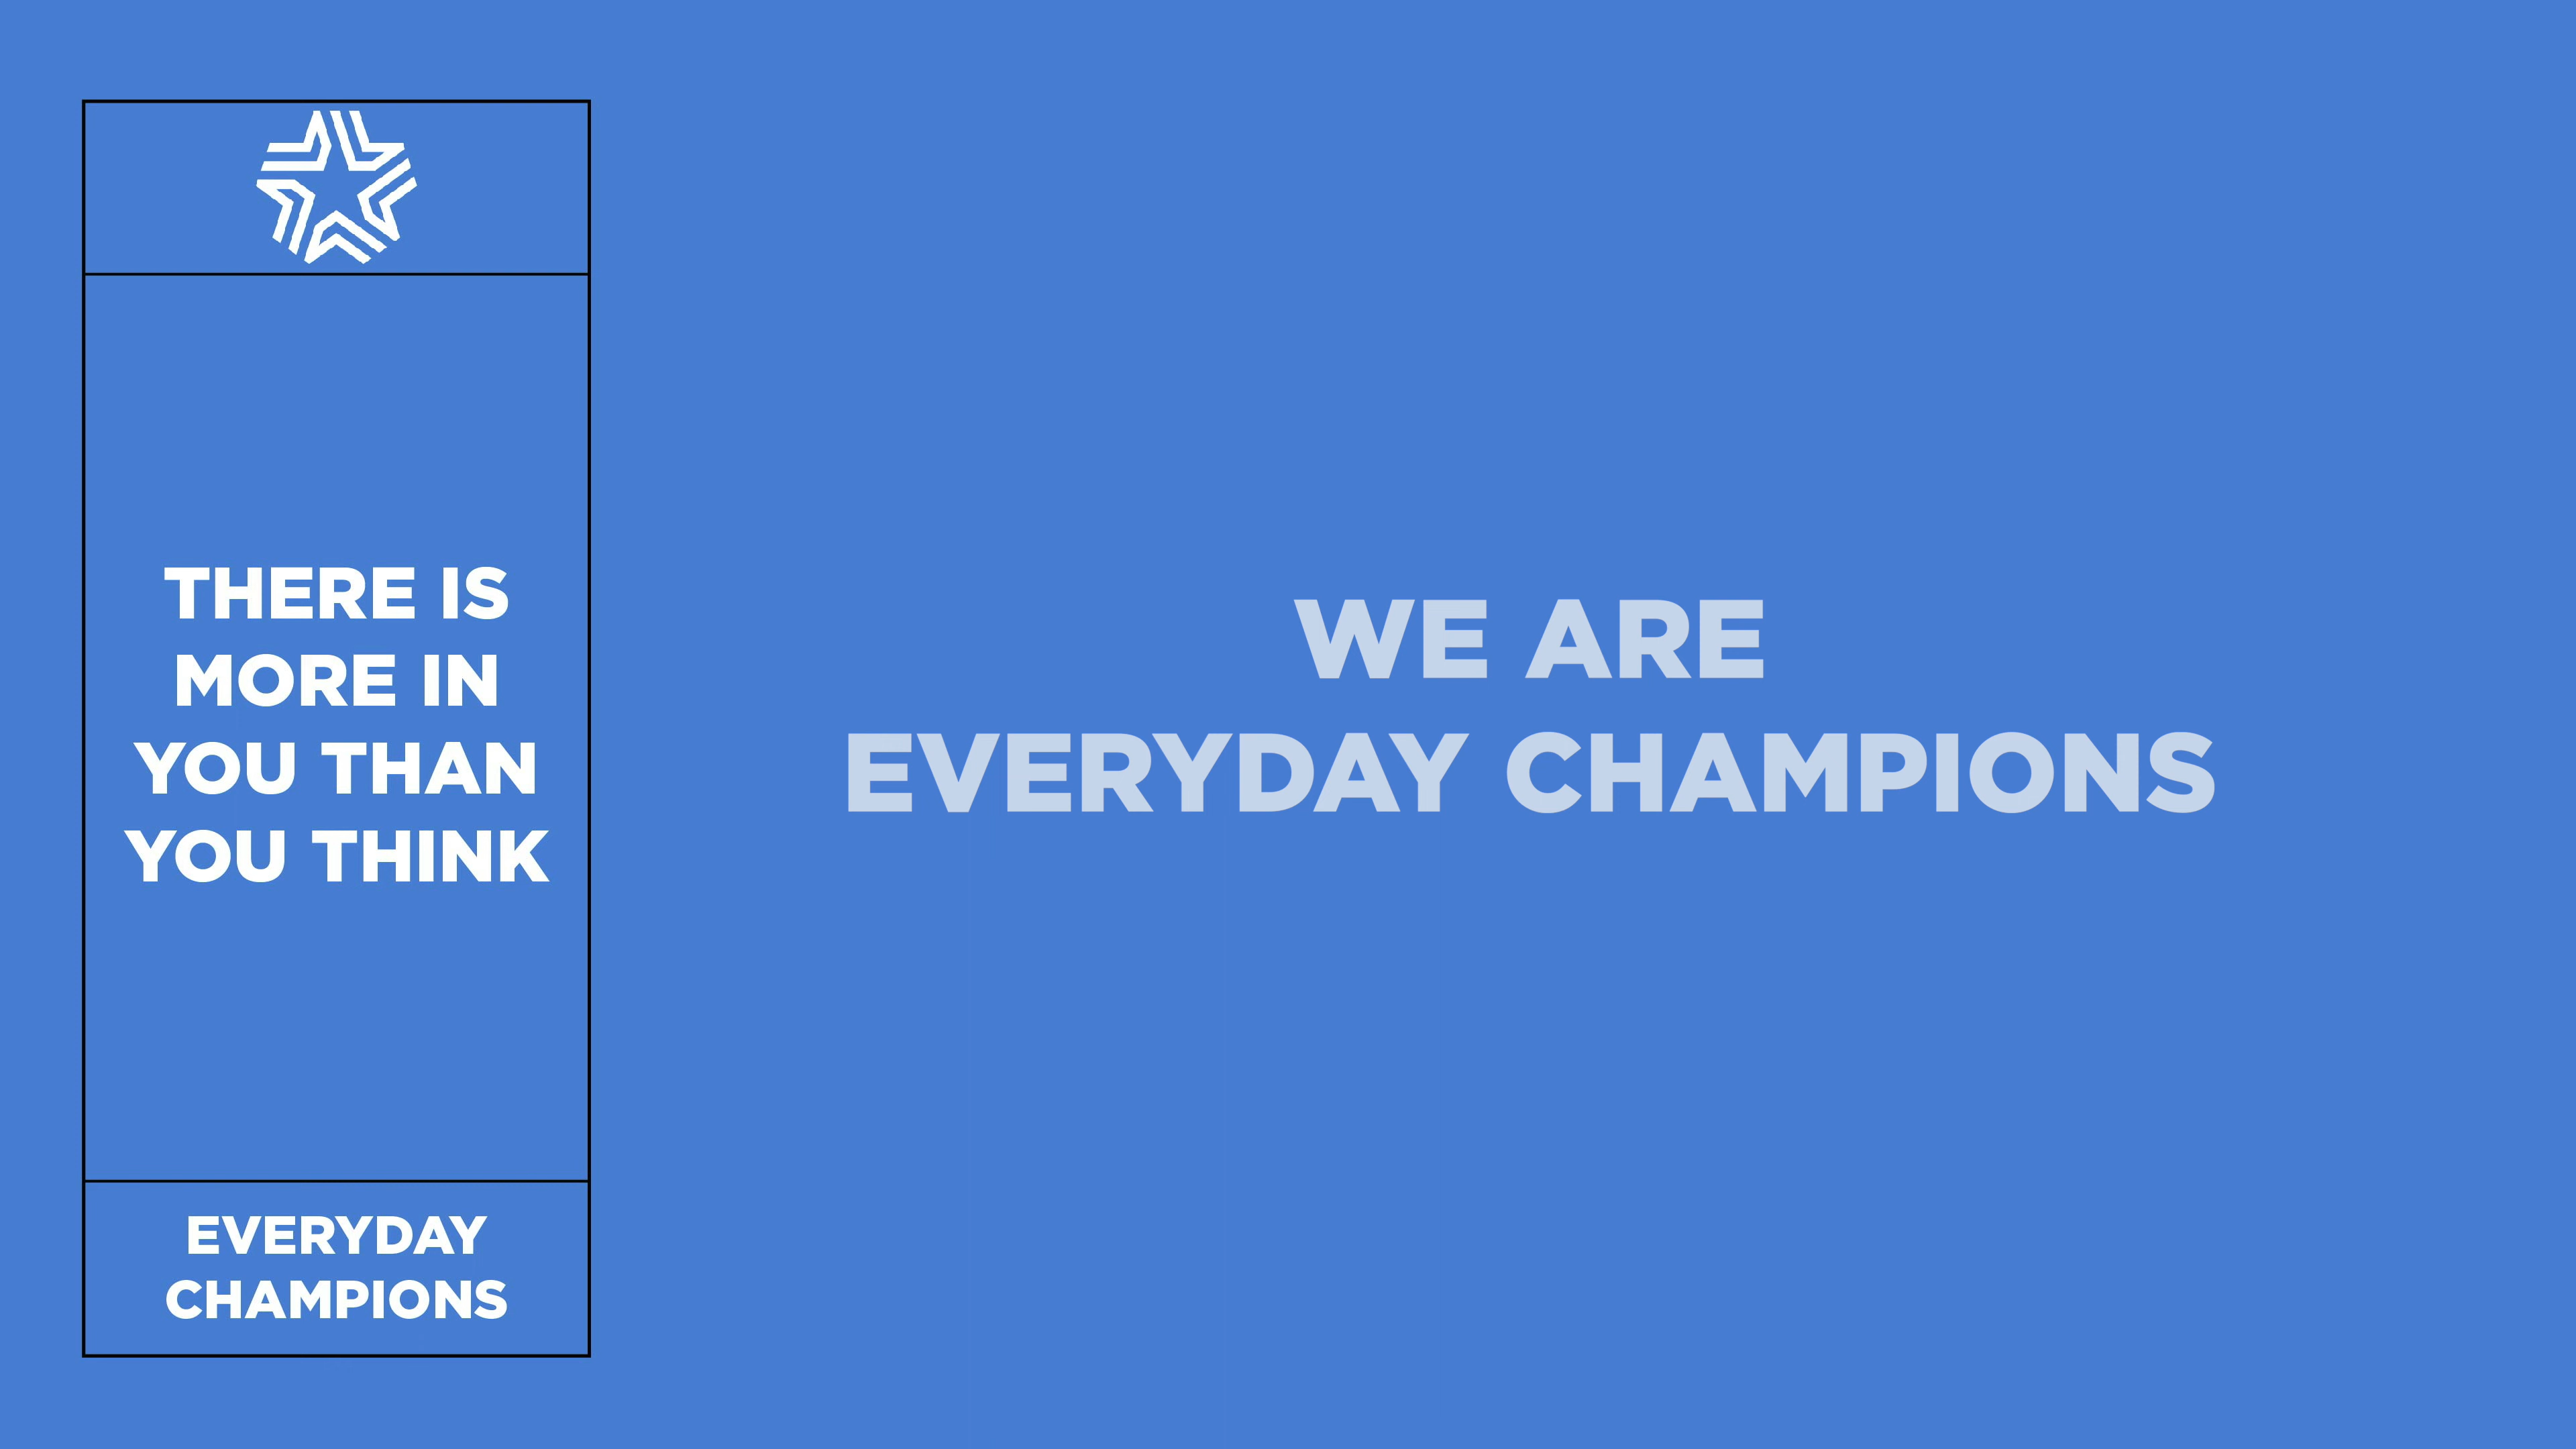 THERE IS
MORE IN
YOU THAN
YOU THINK
EVERYDAY
CHAMPIONS
WE ARE
EVERYDAY CHAMPIONS